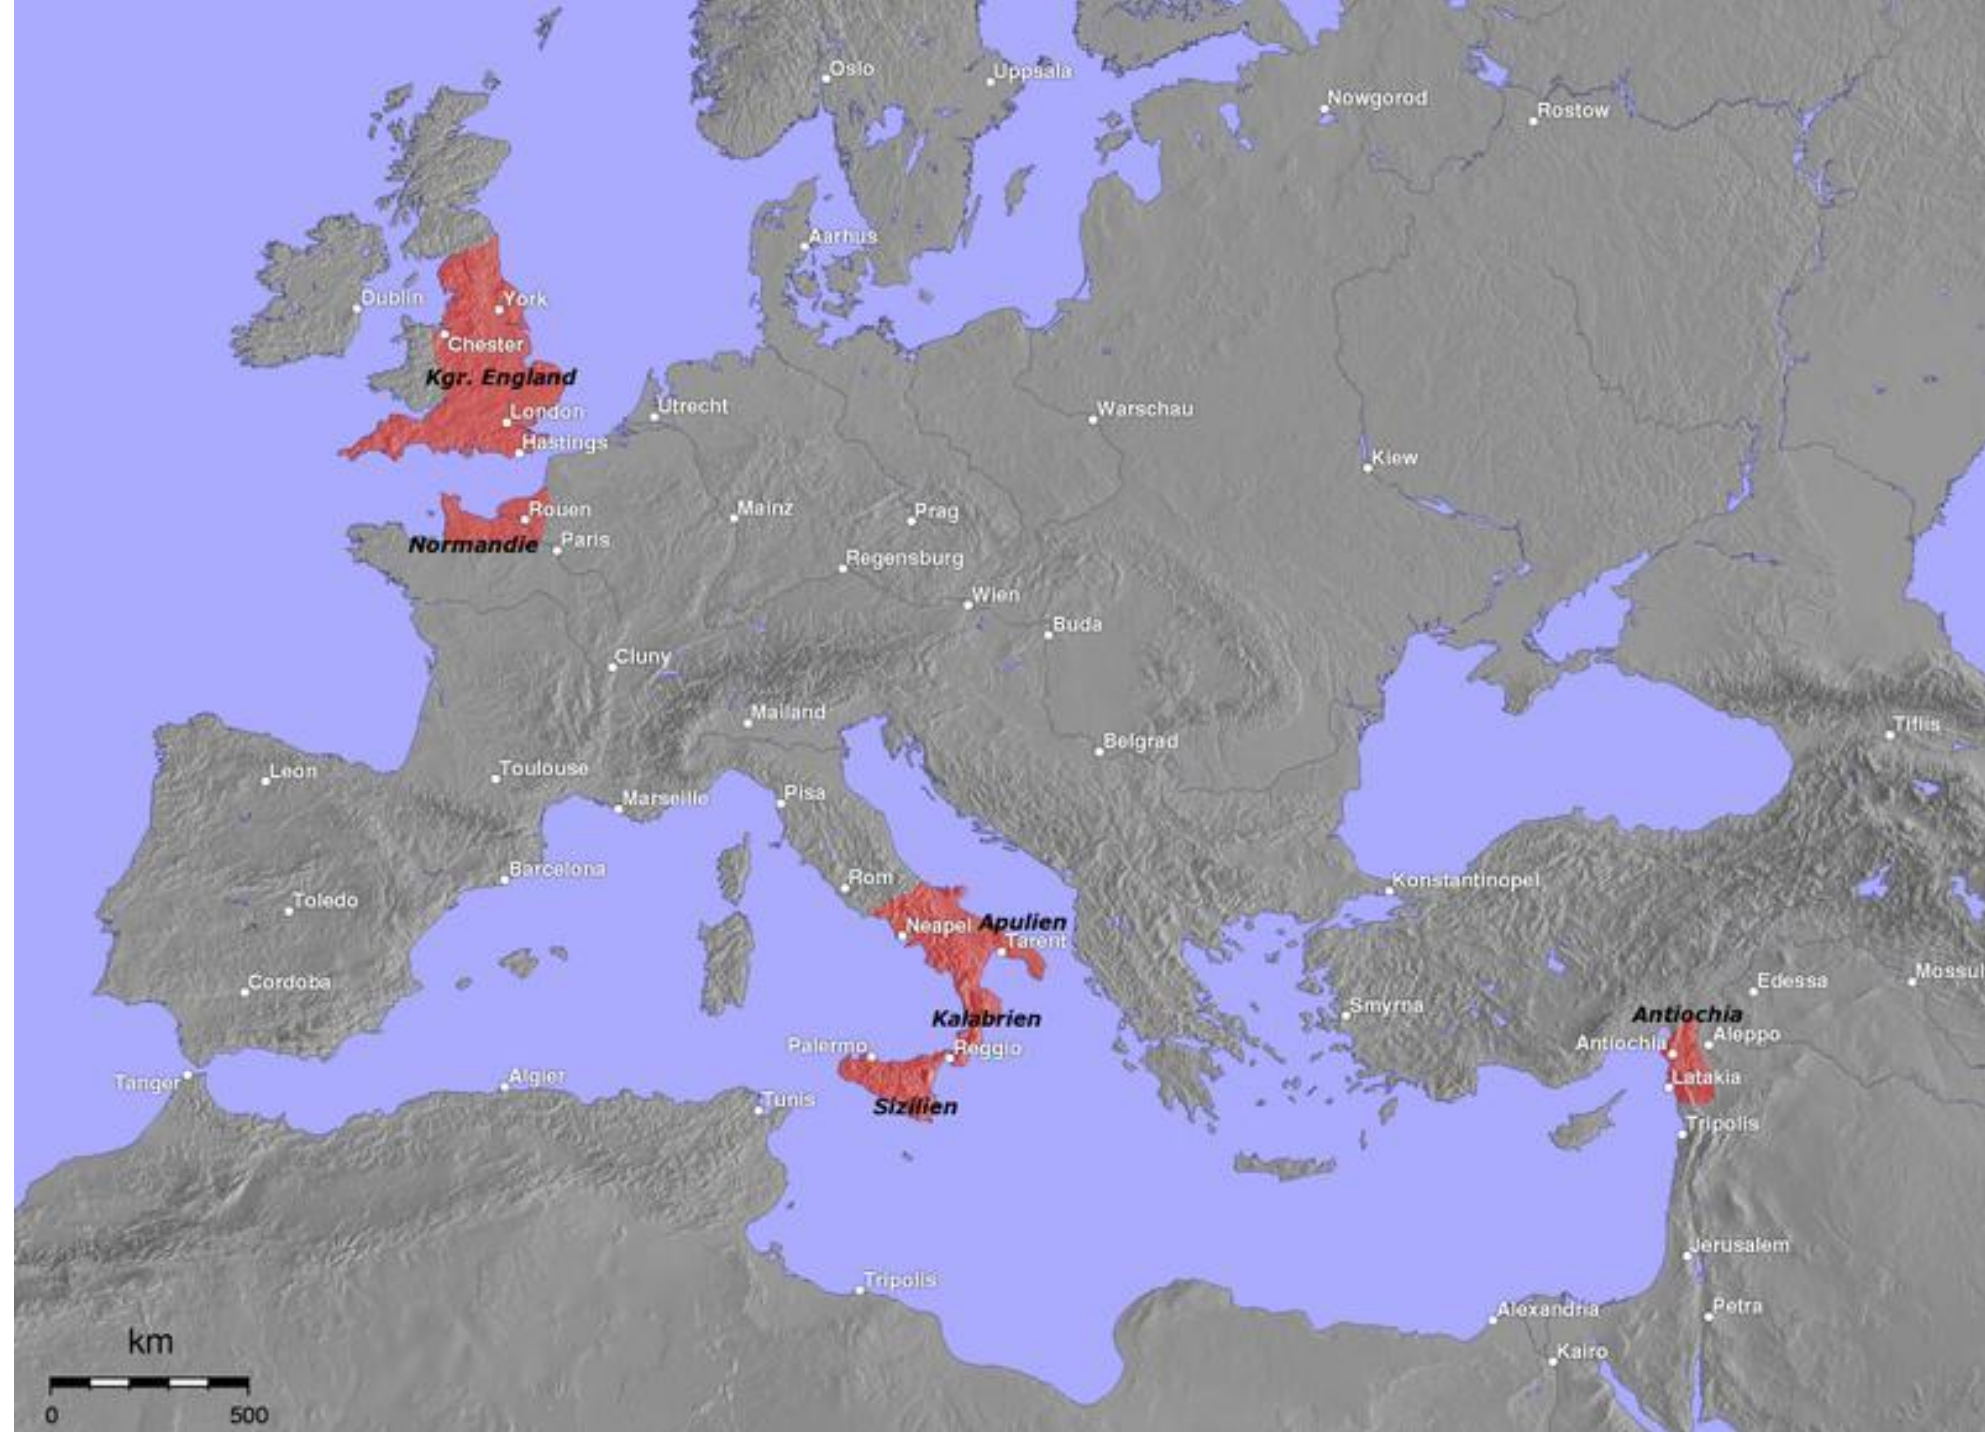 Oslo
Uppsala
Nowgorod
Rostow
Aarhus
Dublin
York
Chester
Kgr. England
London
Utrecht
Warschau
Hastings
Kiew
Rouen
Mainz
Prag
Normandie
Paris
Regensburg
Wien
Buda
Cluny
Mailand
Tiflis
Belgrad
Leon
Toulouse
Marseille
Pisa
Barcelona
Rom
Konstantinopel
Toledo
Neapel
Apulien
Tarent
Cordoba
Edessa
Mossul
Smyrna
Kalabrien
Antiochia
Palermo
Reggio
Antiochia
Aleppo
Tanger
Algier
Tunis
Latakia
Sizilien
Tripolis
Jerusalem
Tripolis
Alexandria
Petra
km
Kairo
0 500